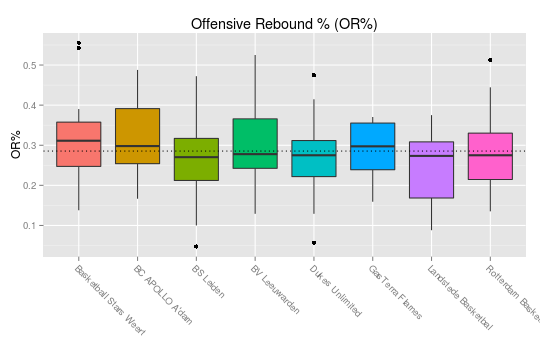 Offensive Rebound % (OR%)
OR%
0.5
0.4
0.3
0.2
0.1
Basketball Stars Weert
BC APOLLO A'dam
BS Leiden
BV Leeuwarden
Dukes Unlimited
GasTerra Flames
Landstede Basketbal
Rotterdam